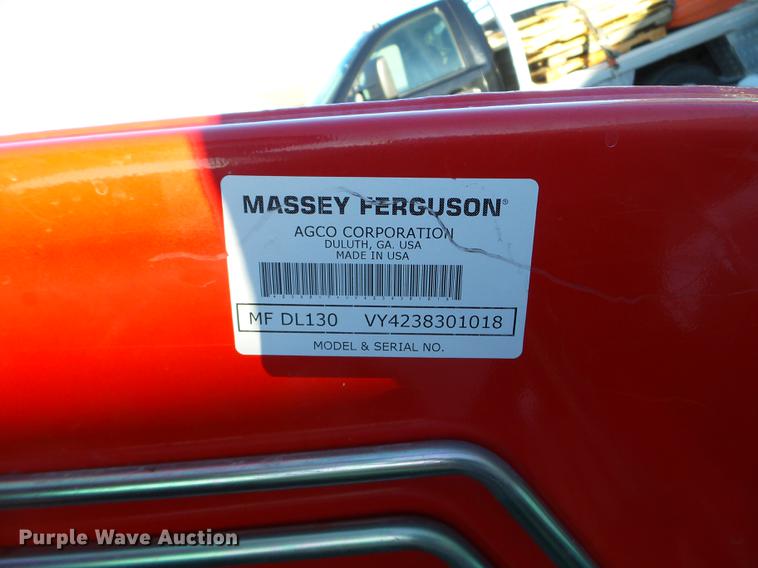 MASSEY FERGUSON®
AGCO CORPORATION
DULUTH, GA. USA
MADE IN USA
MF DL130 VY4238301018
MODEL & SERIAL NO.
Purple Wave Auction